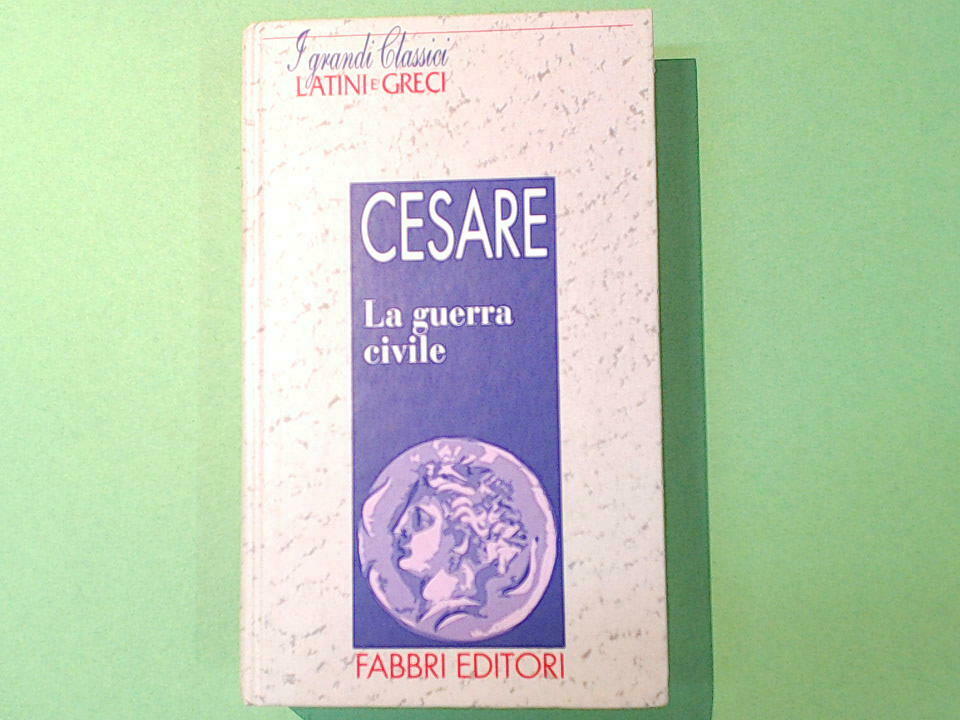 I grandi Classici
LATINI E GRECI
CESARE
La guerra
civile
FABBRI EDITORI